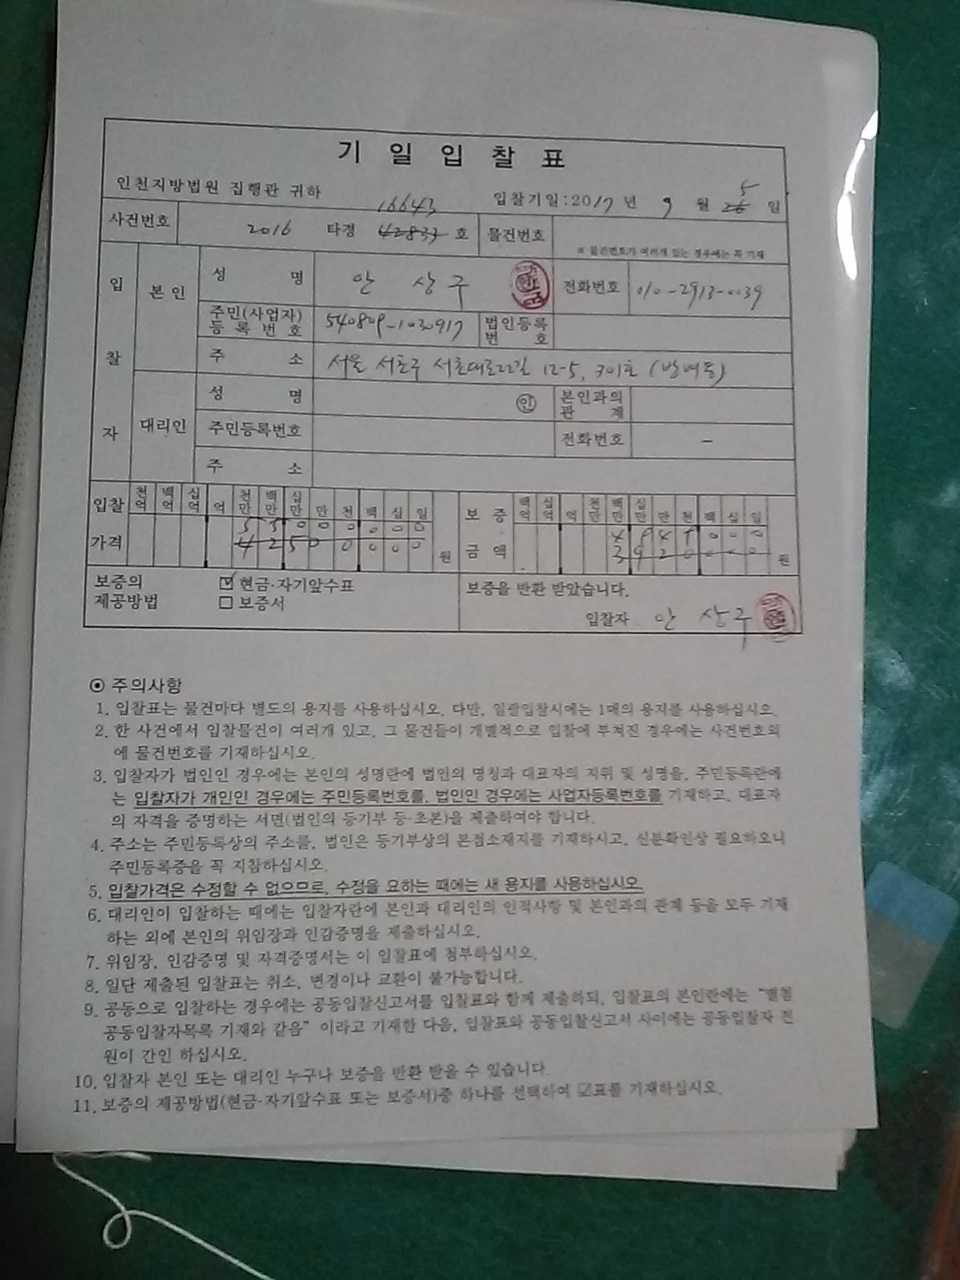 기 일 입 찰 표
인천지방법원 집행관 귀하 입찰기일:2017 년 9 월 26 5 일
사건번호 2016 타경 42833 16643 호 물건번호 ※ 물건번호가 여러개 있는 경우에는 꼭 기재
입 찰 자
본 인
성 명 안 상 구 전화번호 010-2913-0039
주민(사업자) 등 록 번 호 540809-1030917 법인등록 번 호
주 소 서울 서초구 서초대로22길 12-5, 301호 (방배동)
대리인
성 명 ㊞ 본인과의 관 계
주민등록번호 전화번호 -
주 소
입찰 가격 천억 백억 십억 억 천만 백만 십만 만 천 백 십 일 원
보 증 금 액 백억 십억 억 천만 백만 십만 만 천 백 십 일 원
42500000 3920000
보증의 제공방법 ☑ 현금·자기앞수표
□ 보증서
보증을 반환 받았습니다.
입찰자 안 상 구
⊙ 주의사항
1. 입찰표는 물건마다 별도의 용지를 사용하십시오. 다만, 일괄입찰시에는 1매의 용지를 사용하십시오.
2. 한 사건에서 입찰물건이 여러개 있고, 그 물건들이 개별적으로 입찰에 부쳐진 경우에는 사건번호외
에 물건번호를 기재하십시오.
3. 입찰자가 법인인 경우에는 본인의 성명란에 법인의 명칭과 대표자의 지위 및 성명을, 주민등록란에
는 입찰자가 개인인 경우에는 주민등록번호를, 법인인 경우에는 사업자등록번호를 기재하고, 대표자
의 자격을 증명하는 서면(법인의 등기부 등·초본)을 제출하여야 합니다.
4. 주소는 주민등록상의 주소를, 법인은 등기부상의 본점소재지를 기재하시고, 신분확인상 필요하오니
주민등록증을 꼭 지참하십시오.
5. 입찰가격은 수정할 수 없으므로, 수정을 요하는 때에는 새 용지를 사용하십시오.
6. 대리인이 입찰하는 때에는 입찰자란에 본인과 대리인의 인적사항 및 본인과의 관계 등을 모두 기재
하는 외에 본인의 위임장과 인감증명을 제출하십시오.
7. 위임장, 인감증명 및 자격증명서는 이 입찰표에 첨부하십시오.
8. 일단 제출된 입찰표는 취소, 변경이나 교환이 불가능합니다.
9. 공동으로 입찰하는 경우에는 공동입찰신고서를 입찰표와 함께 제출하되, 입찰표의 본인란에는 "별첨
공동입찰자목록 기재와 같음" 이라고 기재한 다음, 입찰표와 공동입찰신고서 사이에는 공동입찰자 전
원이 간인 하십시오.
10. 입찰자 본인 또는 대리인 누구나 보증을 반환 받을 수 있습니다.
11. 보증의 제공방법(현금·자기앞수표 또는 보증서)중 하나를 선택하여 ☑표를 기재하십시오.